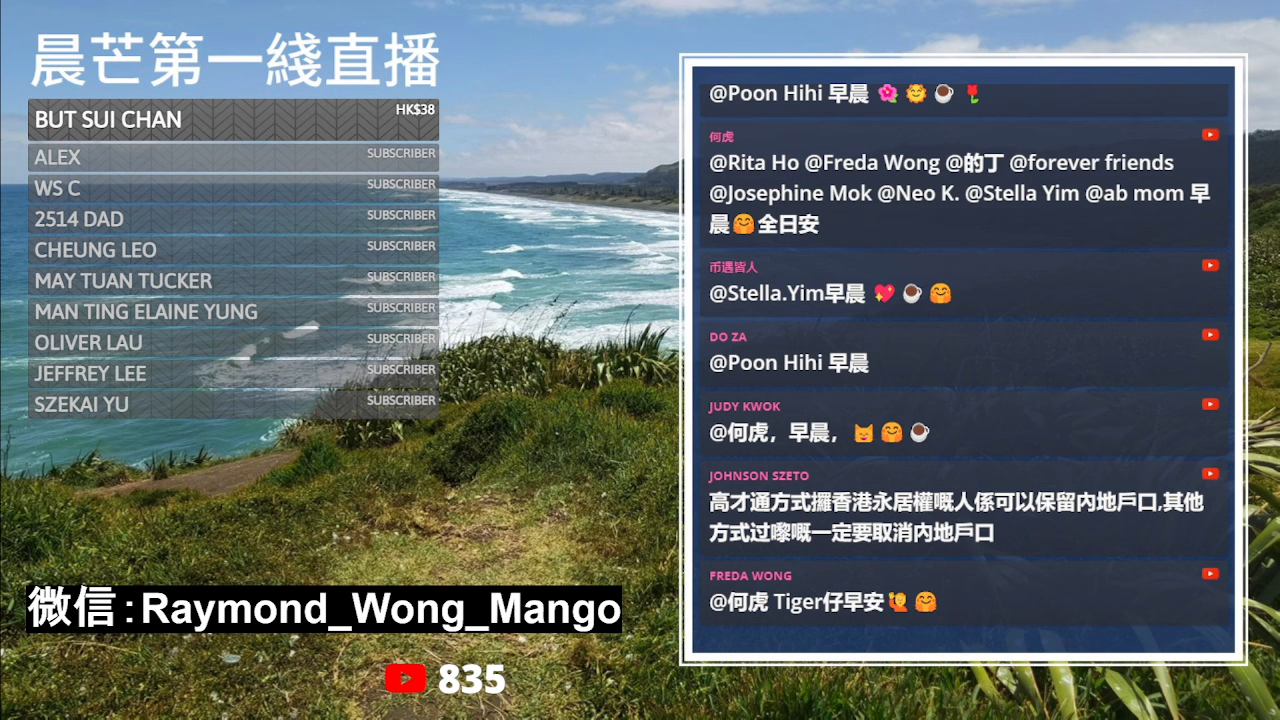 晨芒第一綫直播
BUT SUI CHAN HK$38
ALEX SUBSCRIBER
WS C SUBSCRIBER
2514 DAD SUBSCRIBER
CHEUNG LEO SUBSCRIBER
MAY TUAN TUCKER SUBSCRIBER
MAN TING ELAINE YUNG SUBSCRIBER
OLIVER LAU SUBSCRIBER
JEFFREY LEE SUBSCRIBER
SZEKAI YU SUBSCRIBER
微信:Raymond_Wong_Mango
835
@Poon Hihi 早晨 🌺 🌞 ☕ 🌷
何虎
@Rita Ho @Freda Wong @的丁 @forever friends
@Josephine Mok @Neo K. @Stella Yim @ab mom 早
晨🤗全日安
币遇皆人
@Stella.Yim早晨 💖 ☕ 🤗
DO ZA
@Poon Hihi 早晨
JUDY KWOK
@何虎，早晨， 😺 🤗 ☕
JOHNSON SZETO
高才通方式攞香港永居權嘅人係可以保留內地戶口,其他
方式过嚟嘅一定要取消內地戶口
FREDA WONG
@何虎 Tiger仔早安🙋 🤗